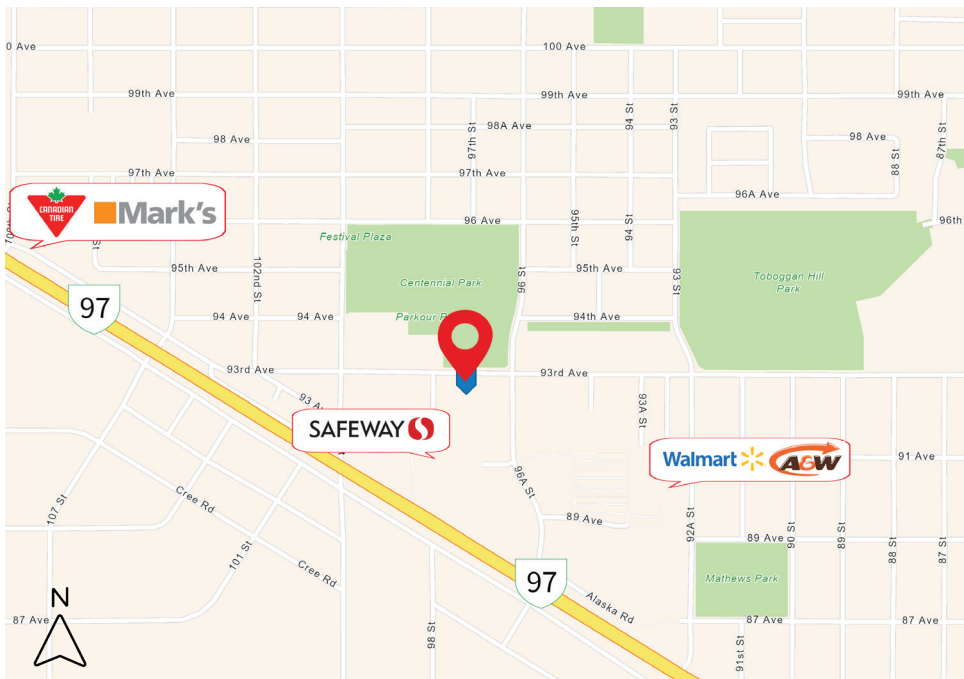 0 Ave
100 Ave
99th Ave
99th Ave
99th Ave
94 St
93 St
98A Ave
98 Ave
98 Ave
97th St
87th St
88 St
97th Ave
97th Ave
96A Ave
CANADIAN
TIRE
Mark's
96 Ave
95th St
94 St
96th
St
Festival Plaza
95th Ave
102nd St
Centennial Park
96 St
95th Ave
93 St
Toboggan Hill
Park
97
94 Ave
94 Ave
Parkour
94th Ave
93rd Ave
93rd Ave
93
93A St
SAFEWAY
Walmart
A&W
91 Ave
96A St
107 St
Cree Rd
89 Ave
92A St
89 Ave
90 St
89 St
88 St
87 St
101 St
Cree Rd
97
Mathews Park
Alaska Rd
N
87 Ave
98 St
87 Ave
87 Ave
91st St